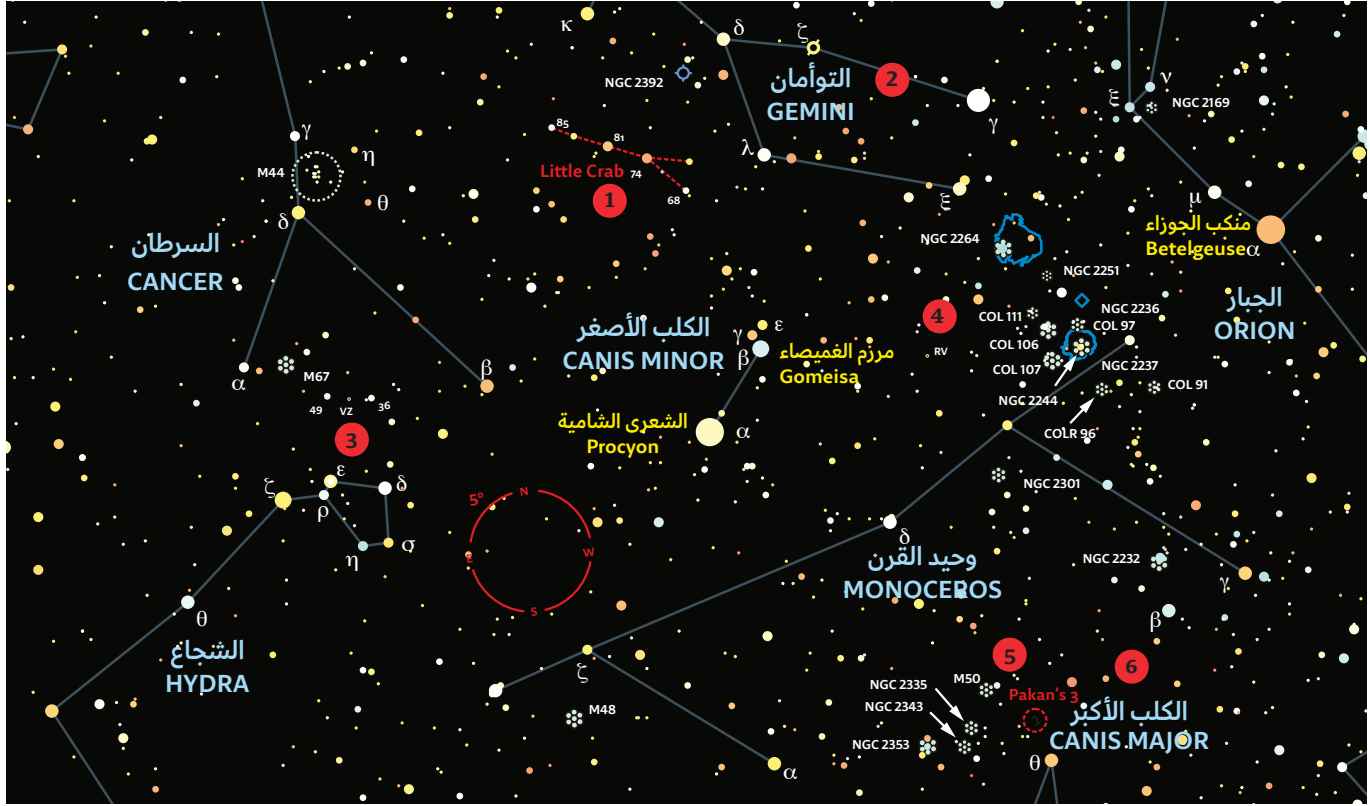 κ
δ
ζ
التوأمان
GEMINI
2
γ
NGC 2392
ν
ξ
NGC 2169
85
81
74
68
Little Crab
1
λ
ξ
γ
M44
η
θ
δ
السرطان
CANCER
μ
منكب الجوزاء
Betelgeuse
α
الجبار
ORION
NGC 2264
NGC 2251
NGC 2236
COL 111
COL 97
COL 106
NGC 2237
COL 107
NGC 2244
COL 91
COLR 96
4
RV
الكلب الأصغر
CANIS MINOR
γ
ε
β
مرزم الغميصاء
Gomeisa
الشعرى الشامية
Procyon
α
α
M67
β
49
VZ
36
3
ζ
ε
δ
ρ
η
σ
5°
N
E
W
S
NGC 2301
δ
وحيد القرن
MONOCEROS
NGC 2232
γ
β
θ
الشجاع
HYDRA
ζ
5
6
M50
Pakan's 3
NGC 2335
NGC 2343
الكلب الأكبر
CANIS MAJOR
M48
NGC 2353
α
θ